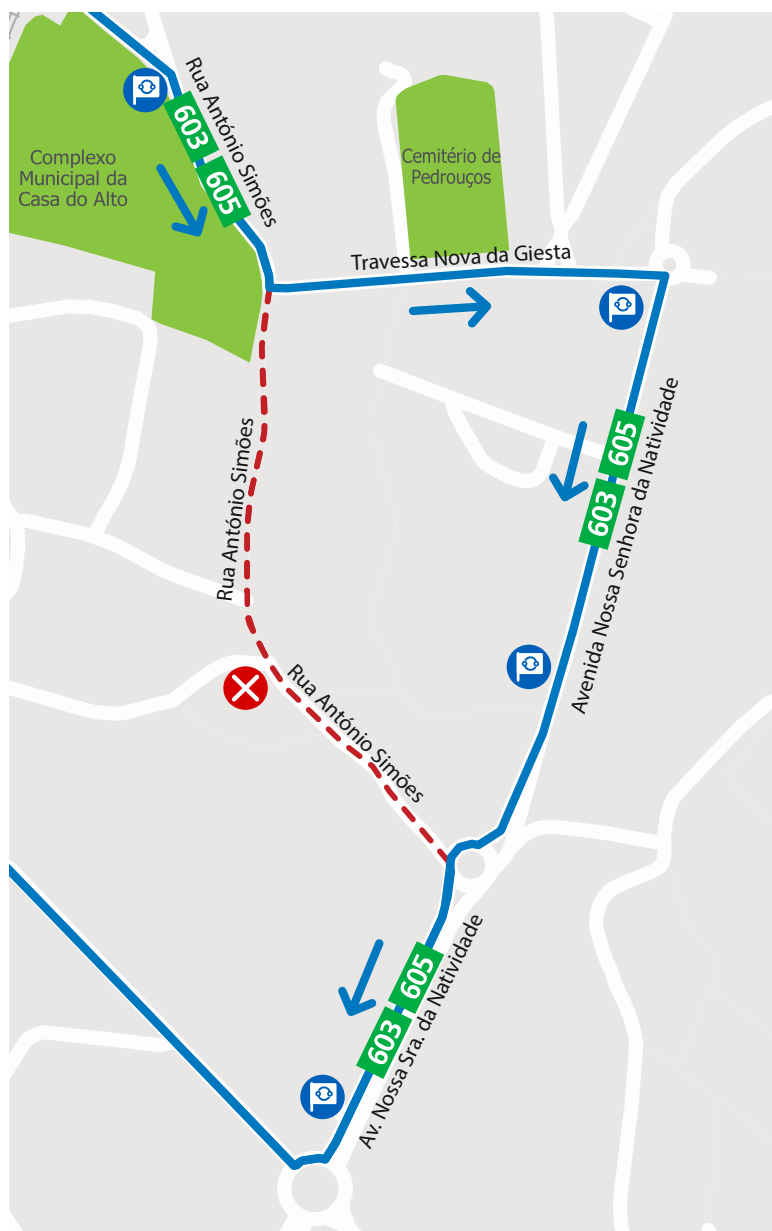 Rua António Simões
603
605
Complexo
Municipal da
Casa do Alto
Cemitério de
Pedrouços
Travessa Nova da Giesta
605
603
Avenida Nossa Senhora da Natividade
Rua António Simões
Rua António Simões
605
603
Av. Nossa Sra. da Natividade